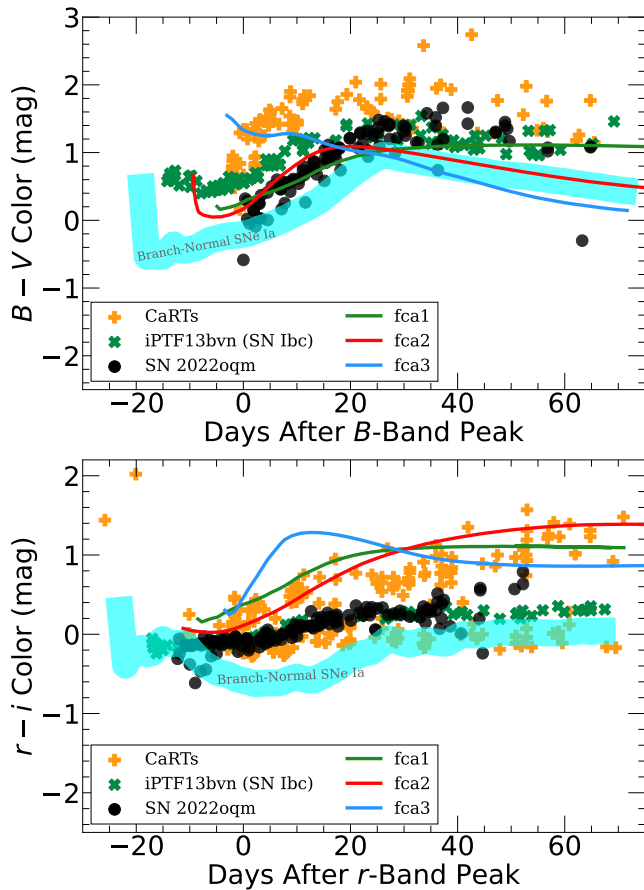 3
2
1
0
−1
−2
B − V Color (mag)
Branch-Normal SNe Ia
CaRTs
iPTF13bvn (SN Ibc)
SN 2022oqm
fca1
fca2
fca3
−20 0 20 40 60
Days After B-Band Peak
2
1
0
−1
−2
r − i Color (mag)
Branch-Normal SNe Ia
CaRTs
iPTF13bvn (SN Ibc)
SN 2022oqm
fca1
fca2
fca3
−20 0 20 40 60
Days After r-Band Peak